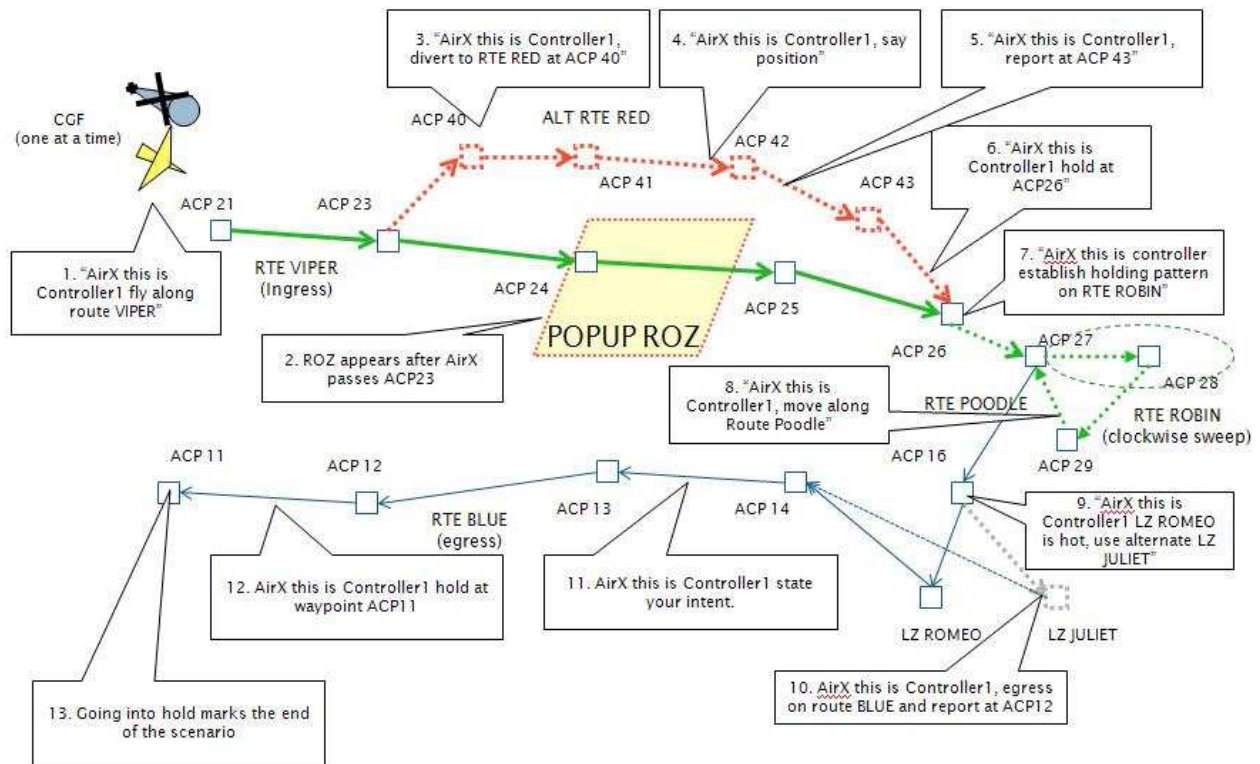 3. “AirX this is Controller1,
divert to RTE RED at ACP 40”
4. “AirX this is Controller1, say
position”
5. “AirX this is Controller1,
report at ACP 43”
CGF
(one at a time)
ACP 40
ALT RTE RED
ACP 42
6. “AirX this is
Controller1 hold at
ACP26”
ACP 41
ACP 43
ACP 21
ACP 23
1. “AirX this is
Controller1 fly along
route VIPER”
RTE VIPER
(Ingress)
ACP 24
ACP 25
7. “AirX this is controller
establish holding pattern
on RTE ROBIN”
2. ROZ appears after AirX
passes ACP23
POPUP ROZ
ACP 26
ACP 27
ACP 28
8. “AirX this is
Controller1, move along
Route Poodle”
RTE POODLE
RTE ROBIN
(clockwise sweep)
ACP 29
ACP 11
ACP 12
ACP 13
ACP 14
ACP 16
RTE BLUE
(egress)
9. “AirX this is
Controller1 LZ ROMEO
is hot, use alternate LZ
JULIET”
12. AirX this is Controller1 hold at
waypoint ACP11
11. AirX this is Controller1 state
your intent.
LZ ROMEO
LZ JULIET
10. AirX this is Controller1, egress
on route BLUE and report at ACP12
13. Going into hold marks the end
of the scenario